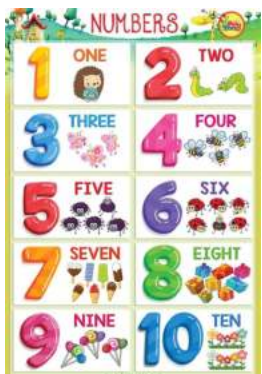 NUMBERS
1 ONE
2 TWO
3 THREE
4 FOUR
5 FIVE
6 SIX
7 SEVEN
8 EIGHT
9 NINE
10 TEN